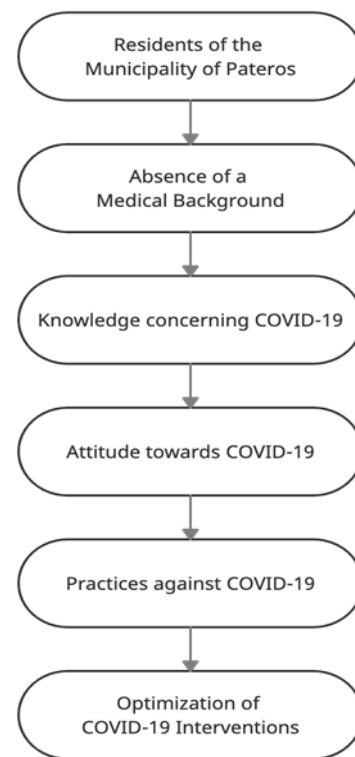 Residents of the
Municipality of Pateros
Absence of a
Medical Background
Knowledge concerning COVID-19
Attitude towards COVID-19
Practices against COVID-19
Optimization of
COVID-19 Interventions